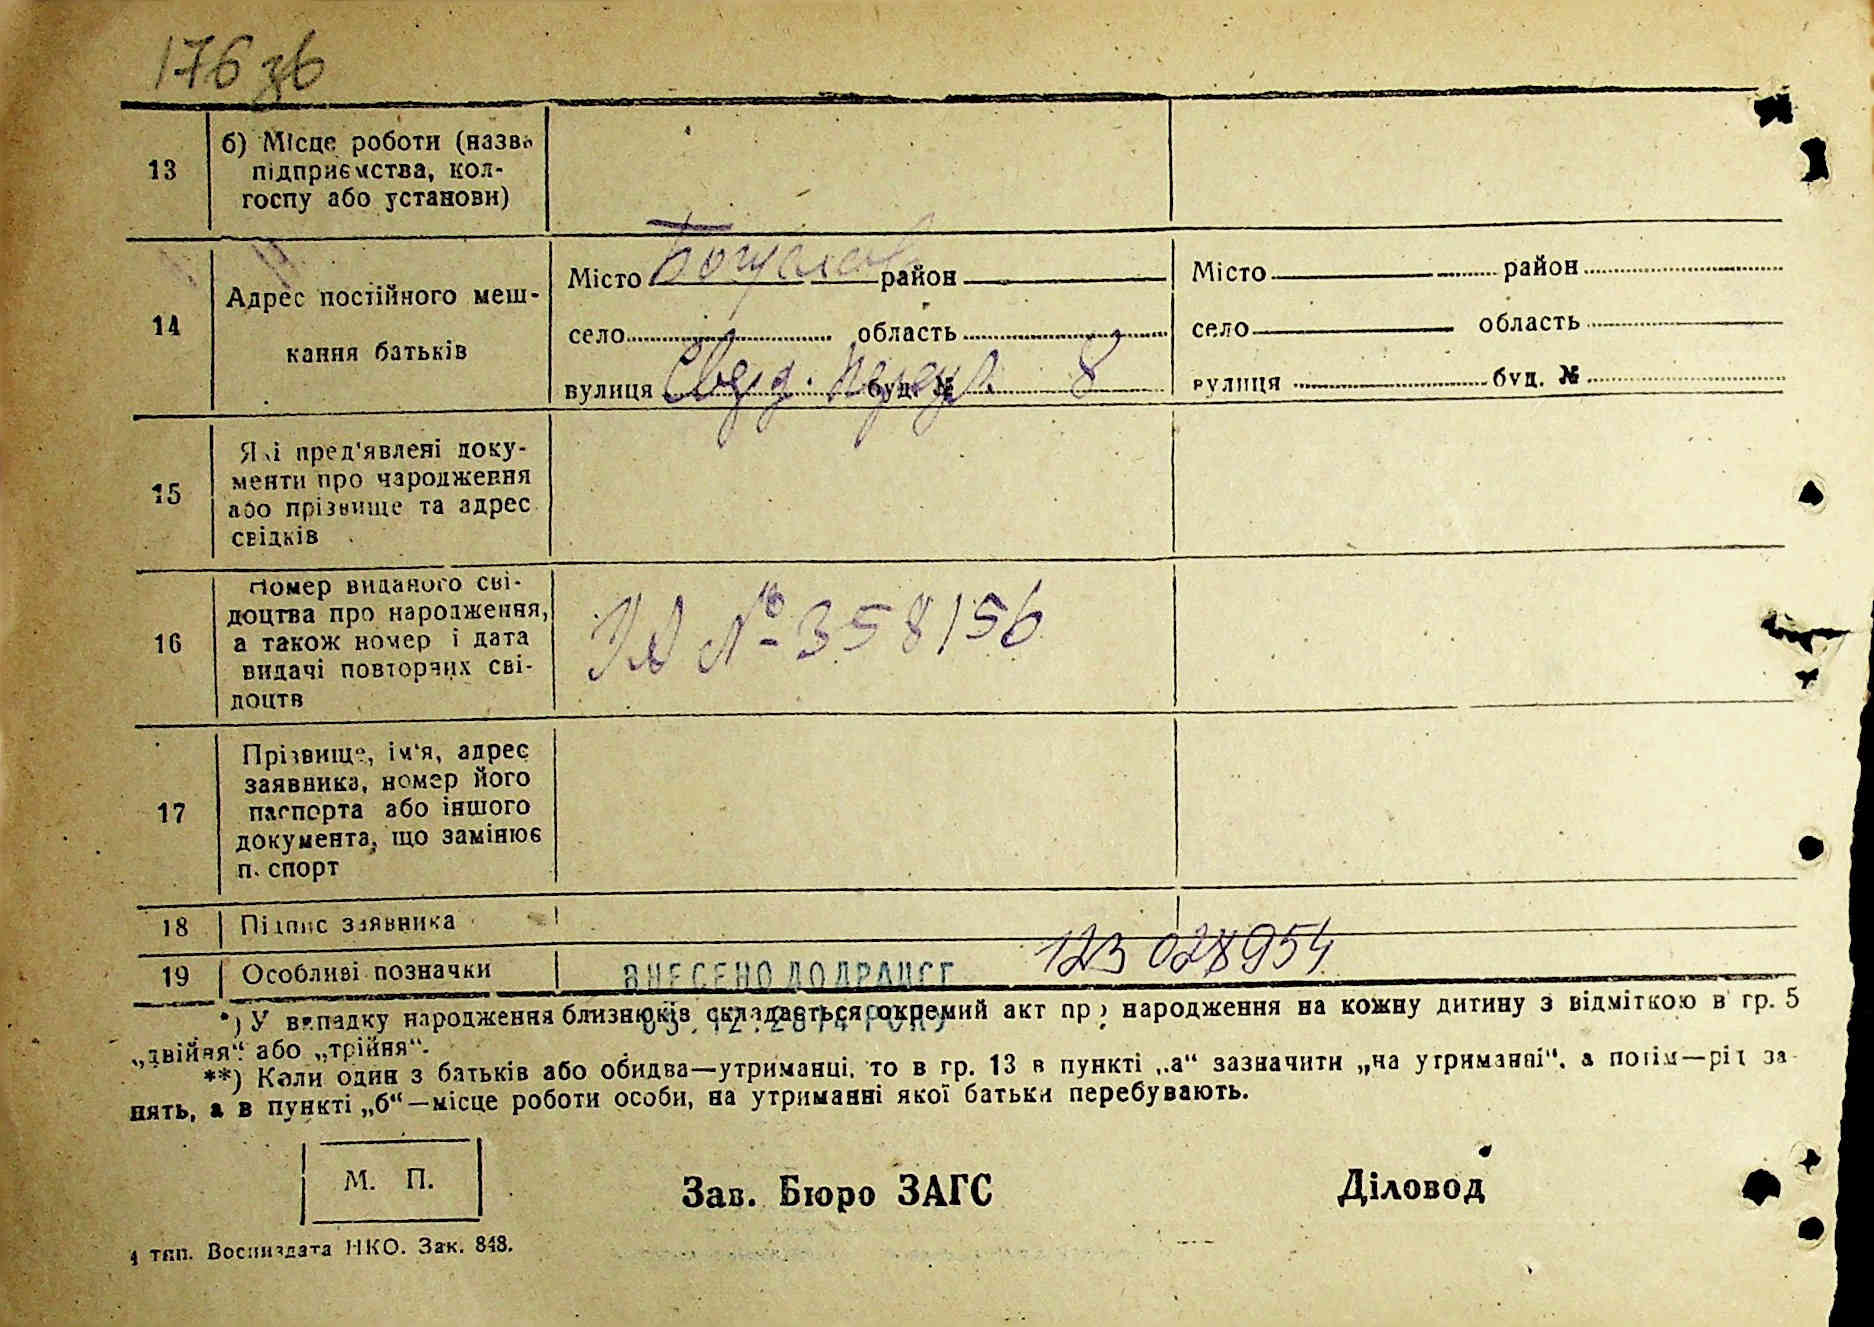 176 зв
13
б) Місце роботи (назва
підприємства, кол-
госпу або установи)
14
Адрес постійного меш-
кання батьків
Місто район
село область
вулиця Сверд. буд. № 8
Місто район
село область
вулиця буд. №
15
Які пред'явлені доку-
менти про народження
або прізвище та адрес
свідків
16
Номер виданого сві-
доцтва про народження,
а також номер і дата
видачі повторних сві-
доцтв
№ 358156
17
Прізвище, ім'я, адрес
заявника, номер його
паспорта або іншого
документа, що замінює
п. спорт
18 Підпис заявника
19 Особливі позначки
ВНЕСЕНО ДО ДРАЦСГ
123 028954
*) У випадку народження близнюків складається окремий акт про народження на кожну дитину з відміткою в гр. 5
„двійня“ або „трійня“.
**) Коли один з батьків або обидва—утриманці, то в гр. 13 в пункті „а“ зазначити „на утриманні“, а потім—рід за-
нять, а в пункті „б“—місце роботи особи, на утриманні якої батьки перебувають.
М. П.
Зав. Бюро ЗАГС
Діловод
4 тип. Воениздата НКО. Зак. 848.